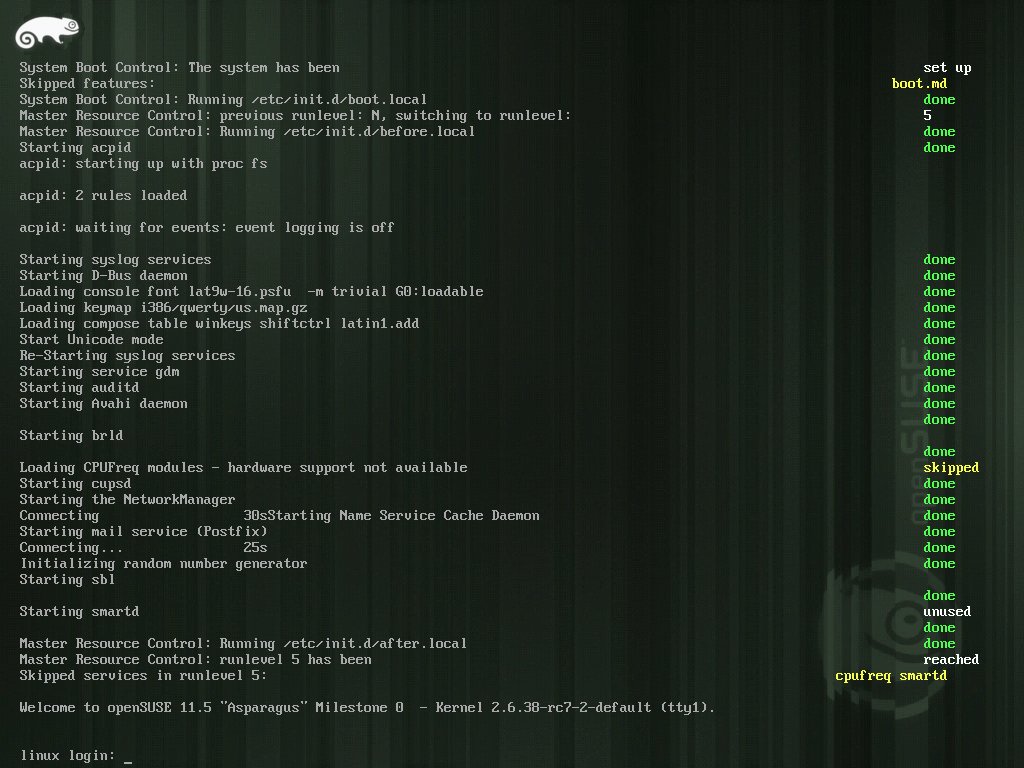 System Boot Control: The system has been set up
Skipped features: boot.md
System Boot Control: Running /etc/init.d/boot.local done
Master Resource Control: previous runlevel: N, switching to runlevel: 5
Master Resource Control: Running /etc/init.d/before.local done
Starting acpid done
acpid: starting up with proc fs
acpid: 2 rules loaded
acpid: waiting for events: event logging is off
Starting syslog services done
Starting D-Bus daemon done
Loading console font lat9w-16.psfu -m trivial G0:loadable done
Loading keymap i386/qwerty/us.map.gz done
Loading compose table winkeys shiftctrl latin1.add done
Start Unicode mode done
Re-Starting syslog services done
Starting service gdm done
Starting auditd done
Starting Avahi daemon done
done
Starting brld
done
Loading CPUFreq modules - hardware support not available skipped
Starting cupsd done
Starting the NetworkManager done
Connecting 30sStarting Name Service Cache Daemon done
Starting mail service (Postfix) done
Connecting... 25s done
Initializing random number generator done
Starting sbl
done
Starting smartd unused
done
Master Resource Control: Running /etc/init.d/after.local done
Master Resource Control: runlevel 5 has been reached
Skipped services in runlevel 5: cpufreq smartd
Welcome to openSUSE 11.5 "Asparagus" Milestone 0 - Kernel 2.6.38-rc7-2-default (tty1).
linux login: _
openSUSE